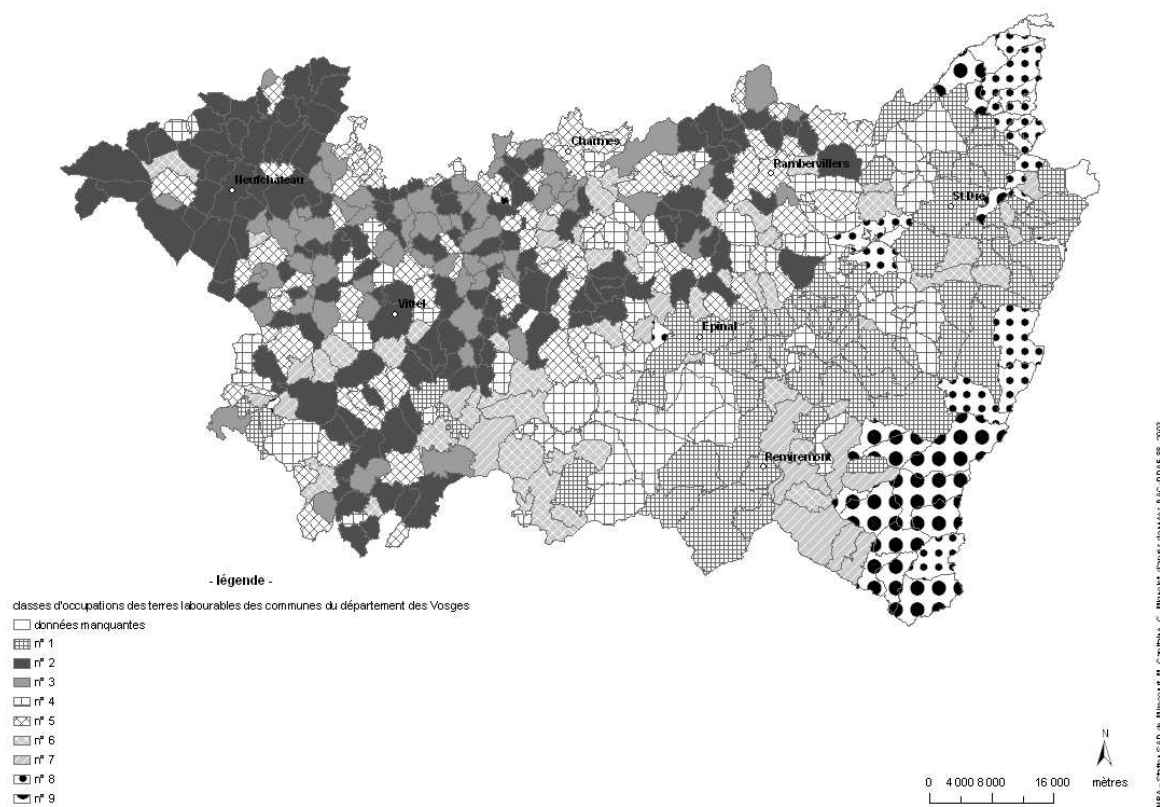 Charmes
Rambervillers
Neufchâteau
St Dié
Vittel
Epinal
Remiremont
- légende -
classes d'occupations des terres labourables des communes du département des Vosges
données manquantes
n° 1
n° 2
n° 3
n° 4
n° 5
n° 6
n° 7
n° 8
n° 9
N
0 4 000 8 000 16 000 mètres